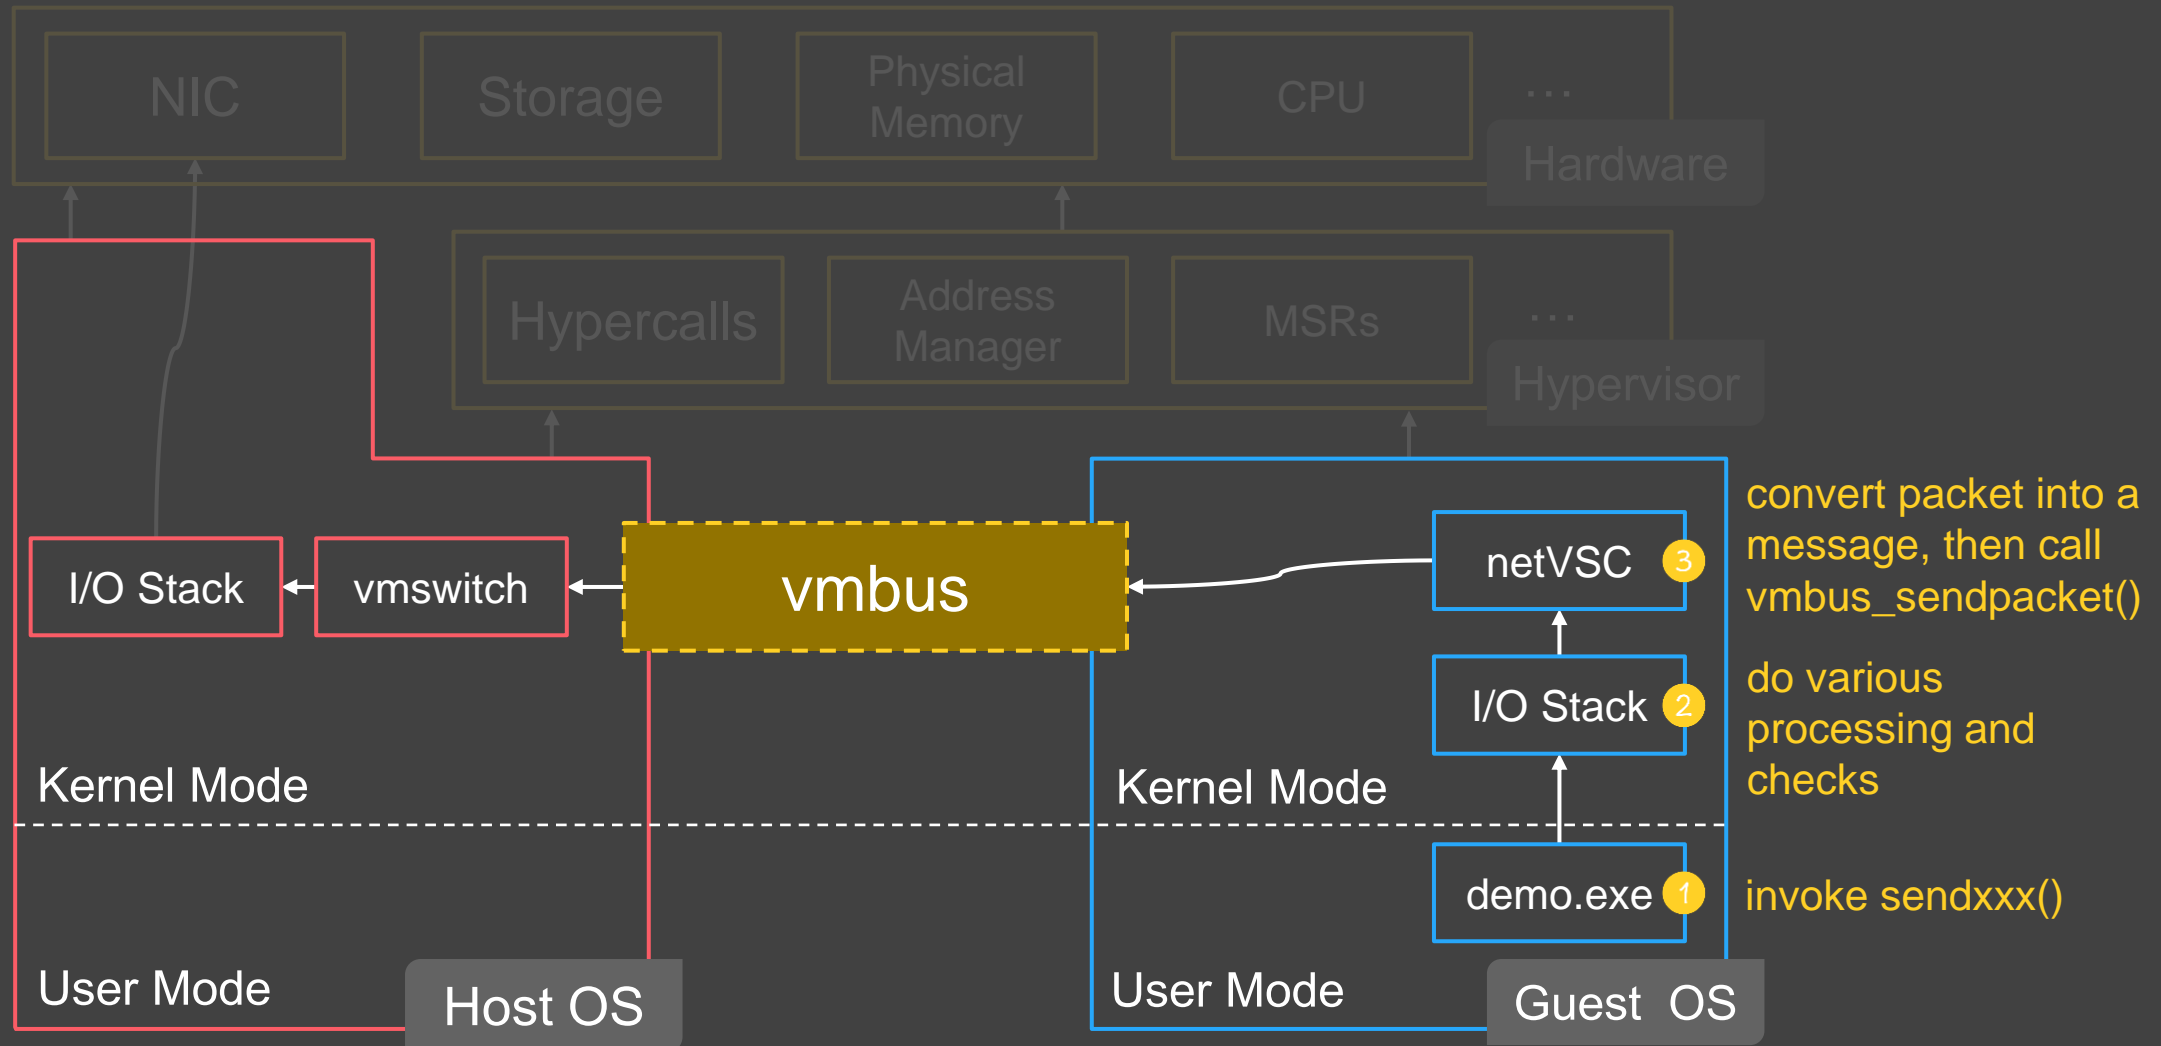 NIC
Storage
Physical
Memory
CPU
...
Hardware
Hypercalls
Address
Manager
MSRs
...
Hypervisor
I/O Stack
vmswitch
vmbus
netVSC
3
convert packet into a
message, then call
vmbus_sendpacket()
I/O Stack
2
do various
processing and
checks
Kernel Mode
Kernel Mode
demo.exe
1
invoke sendxxx()
User Mode
Host OS
User Mode
Guest OS